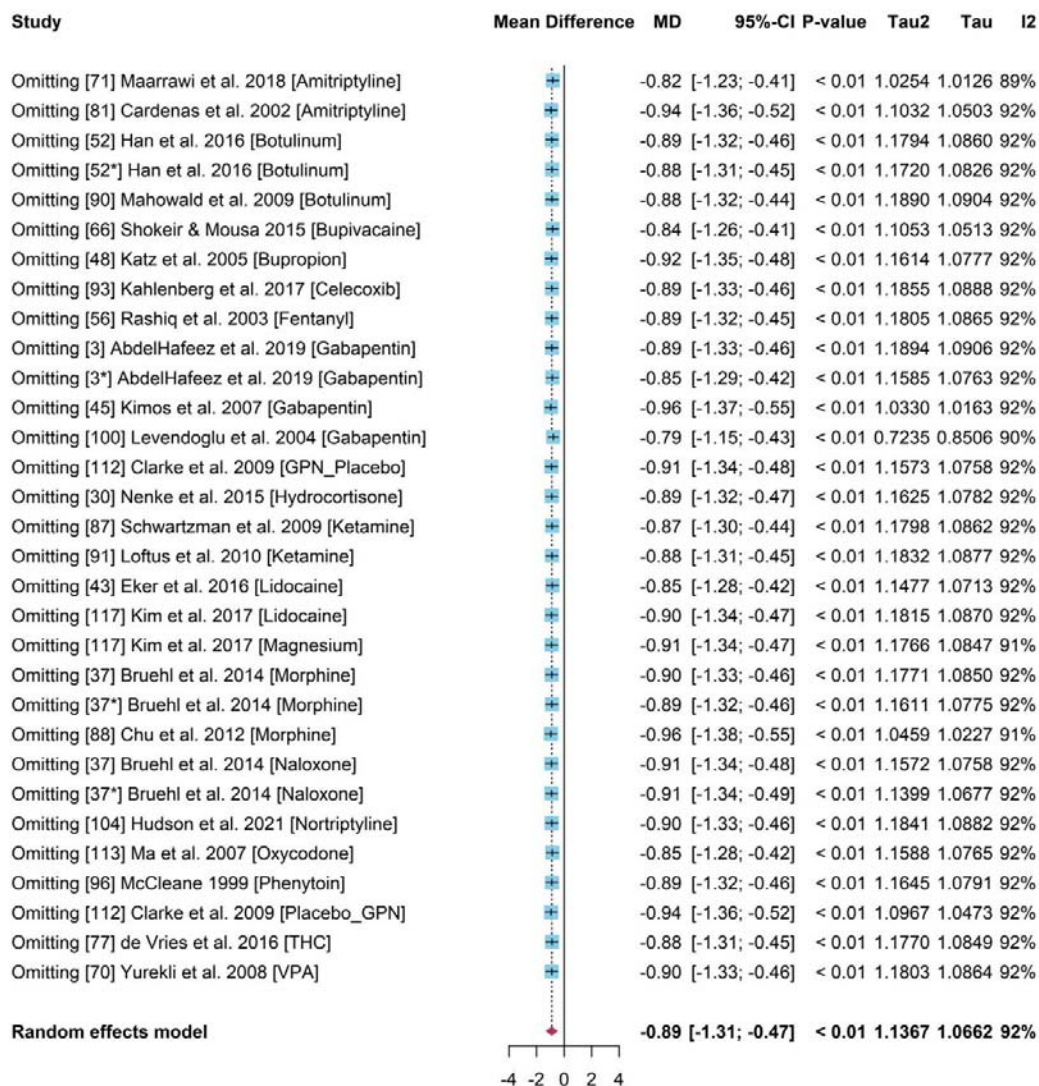 Study Mean Difference MD 95%-CI P-value Tau2 Tau I2
Omitting [71] Maarrawi et al. 2018 [Amitriptyline] -0.82 [-1.23; -0.41] < 0.01 1.0254 1.0126 89%
Omitting [81] Cardenas et al. 2002 [Amitriptyline] -0.94 [-1.36; -0.52] < 0.01 1.1032 1.0503 92%
Omitting [52] Han et al. 2016 [Botulinum] -0.89 [-1.32; -0.46] < 0.01 1.1794 1.0860 92%
Omitting [52*] Han et al. 2016 [Botulinum] -0.88 [-1.31; -0.45] < 0.01 1.1720 1.0826 92%
Omitting [90] Mahowald et al. 2009 [Botulinum] -0.88 [-1.32; -0.44] < 0.01 1.1890 1.0904 92%
Omitting [66] Shokeir & Mousa 2015 [Bupivacaine] -0.84 [-1.26; -0.41] < 0.01 1.1053 1.0513 92%
Omitting [48] Katz et al. 2005 [Bupropion] -0.92 [-1.35; -0.48] < 0.01 1.1614 1.0777 92%
Omitting [93] Kahlenberg et al. 2017 [Celecoxib] -0.89 [-1.33; -0.46] < 0.01 1.1855 1.0888 92%
Omitting [56] Rashiq et al. 2003 [Fentanyl] -0.89 [-1.32; -0.45] < 0.01 1.1805 1.0865 92%
Omitting [3] AbdelHafeez et al. 2019 [Gabapentin] -0.89 [-1.33; -0.46] < 0.01 1.1894 1.0906 92%
Omitting [3*] AbdelHafeez et al. 2019 [Gabapentin] -0.85 [-1.29; -0.42] < 0.01 1.1585 1.0763 92%
Omitting [45] Kimos et al. 2007 [Gabapentin] -0.96 [-1.37; -0.55] < 0.01 1.0330 1.0163 92%
Omitting [100] Levendoglu et al. 2004 [Gabapentin] -0.79 [-1.15; -0.43] < 0.01 0.7235 0.8506 90%
Omitting [112] Clarke et al. 2009 [GPN_Placebo] -0.91 [-1.34; -0.48] < 0.01 1.1573 1.0758 92%
Omitting [30] Nenke et al. 2015 [Hydrocortisone] -0.89 [-1.32; -0.47] < 0.01 1.1625 1.0782 92%
Omitting [87] Schwartzman et al. 2009 [Ketamine] -0.87 [-1.30; -0.44] < 0.01 1.1798 1.0862 92%
Omitting [91] Loftus et al. 2010 [Ketamine] -0.88 [-1.31; -0.45] < 0.01 1.1832 1.0877 92%
Omitting [43] Eker et al. 2016 [Lidocaine] -0.85 [-1.28; -0.42] < 0.01 1.1477 1.0713 92%
Omitting [117] Kim et al. 2017 [Lidocaine] -0.90 [-1.34; -0.47] < 0.01 1.1815 1.0870 92%
Omitting [117] Kim et al. 2017 [Magnesium] -0.91 [-1.34; -0.47] < 0.01 1.1766 1.0847 91%
Omitting [37] Bruehl et al. 2014 [Morphine] -0.90 [-1.33; -0.46] < 0.01 1.1771 1.0850 92%
Omitting [37*] Bruehl et al. 2014 [Morphine] -0.89 [-1.32; -0.46] < 0.01 1.1611 1.0775 92%
Omitting [88] Chu et al. 2012 [Morphine] -0.96 [-1.38; -0.55] < 0.01 1.0459 1.0227 91%
Omitting [37] Bruehl et al. 2014 [Naloxone] -0.91 [-1.34; -0.48] < 0.01 1.1572 1.0758 92%
Omitting [37*] Bruehl et al. 2014 [Naloxone] -0.91 [-1.34; -0.49] < 0.01 1.1399 1.0677 92%
Omitting [104] Hudson et al. 2021 [Nortriptyline] -0.90 [-1.33; -0.46] < 0.01 1.1841 1.0882 92%
Omitting [113] Ma et al. 2007 [Oxycodone] -0.85 [-1.28; -0.42] < 0.01 1.1588 1.0765 92%
Omitting [96] McCleane 1999 [Phenytoin] -0.89 [-1.32; -0.46] < 0.01 1.1645 1.0791 92%
Omitting [112] Clarke et al. 2009 [Placebo_GPN] -0.94 [-1.36; -0.52] < 0.01 1.0967 1.0473 92%
Omitting [77] de Vries et al. 2016 [THC] -0.88 [-1.31; -0.45] < 0.01 1.1770 1.0849 92%
Omitting [70] Yurekli et al. 2008 [VPA] -0.90 [-1.33; -0.46] < 0.01 1.1803 1.0864 92%
Random effects model -0.89 [-1.31; -0.47] < 0.01 1.1367 1.0662 92%
-4 -2 0 2 4